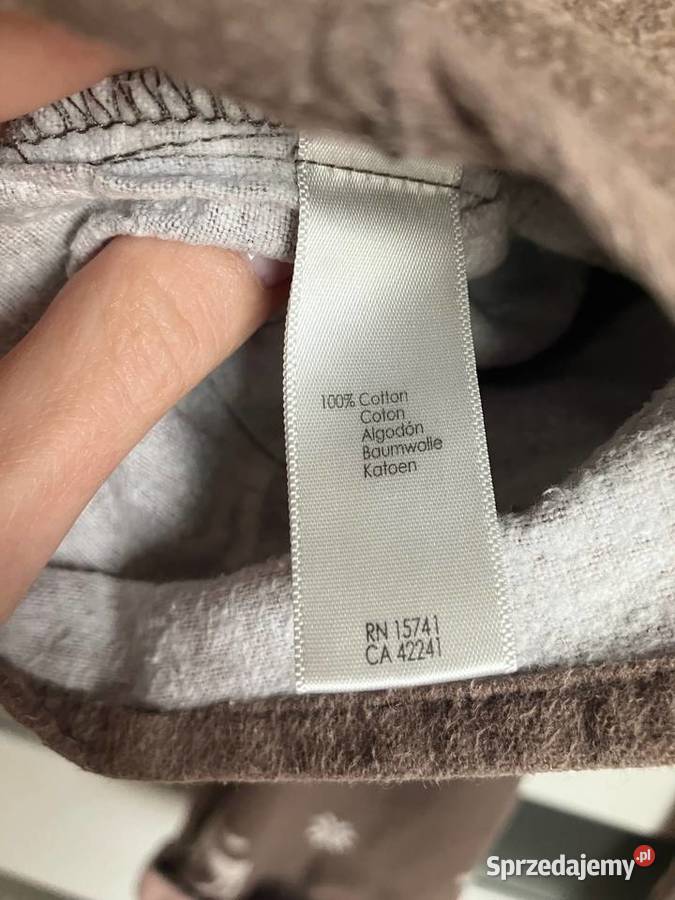 100% Cotton
Coton
Algodón
Baumwolle
Katoen
RN 15741
CA 42241
Sprzedajemy.pl